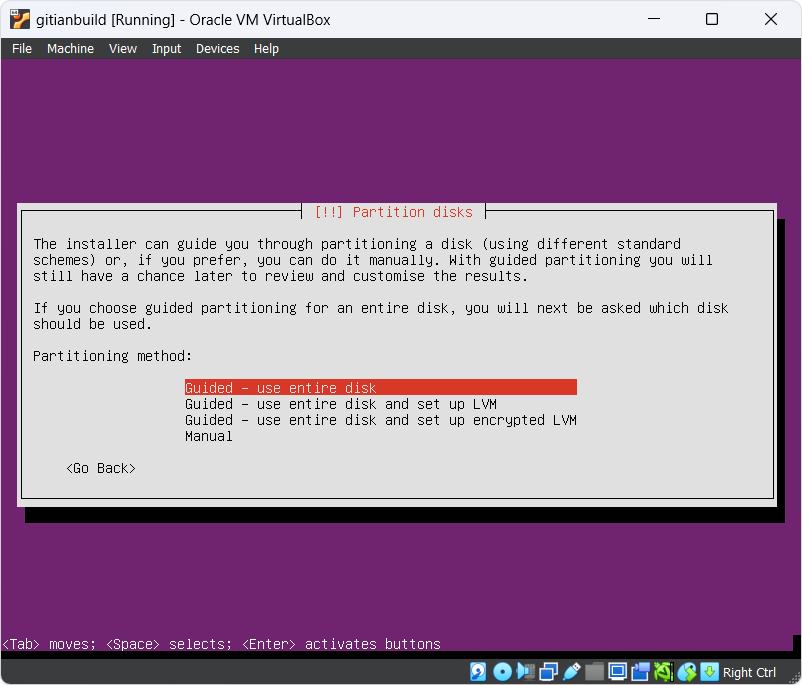 gitianbuild [Running] - Oracle VM VirtualBox
File Machine View Input Devices Help
[!!] Partition disks
The installer can guide you through partitioning a disk (using different standard
schemes) or, if you prefer, you can do it manually. With guided partitioning you will
still have a chance later to review and customise the results.
If you choose guided partitioning for an entire disk, you will next be asked which disk
should be used.
Partitioning method:
Guided - use entire disk
Guided - use entire disk and set up LVM
Guided - use entire disk and set up encrypted LVM
Manual
<Go Back>
<Tab> moves; <Space> selects; <Enter> activates buttons
Right Ctrl